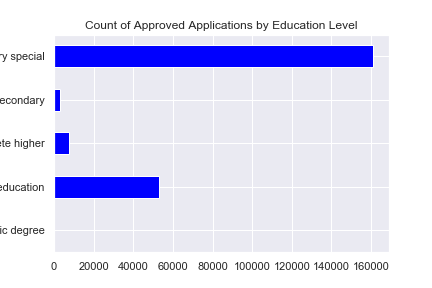 Count of Approved Applications by Education Level
ry special
econdary
ete higher
education
ic degree
0 20000 40000 60000 80000 100000 120000 140000 160000